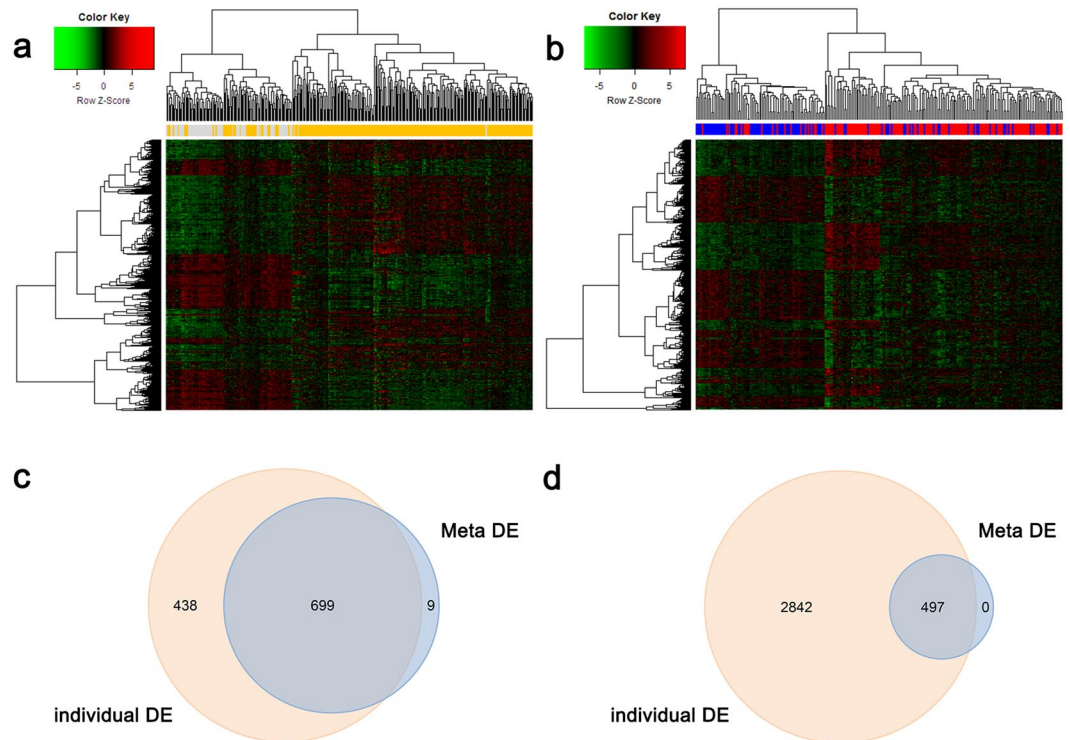 a
Color Key
-5 0 5
Row Z-Score
b
Color Key
-5 0 5
Row Z-Score
c
Meta DE
438 699 9
individual DE
d
Meta DE
2842 497 0
individual DE